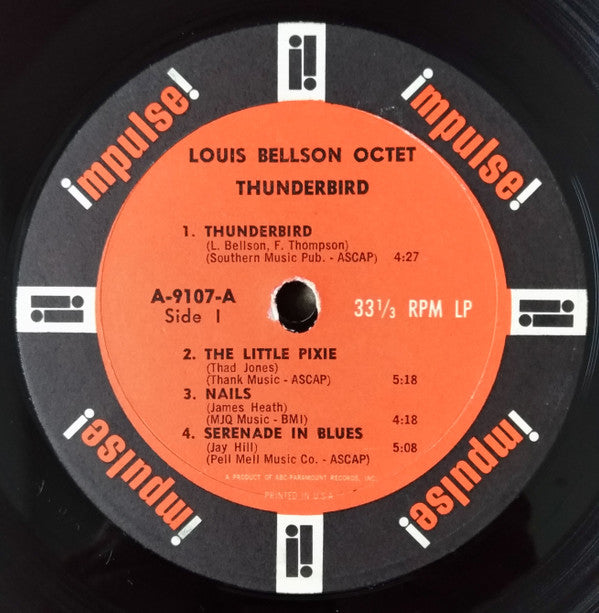 impulse!
impulse!
LOUIS BELLSON OCTET
THUNDERBIRD
1. THUNDERBIRD
(L. Bellson, F. Thompson)
(Southern Music Pub. - ASCAP) 4:27
A-9107-A
Side I
33 1/3 RPM LP
2. THE LITTLE PIXIE
(Thad Jones)
(Thank Music - ASCAP) 5:18
3. NAILS
(James Heath)
(MJQ Music - BMI) 4:18
4. SERENADE IN BLUES
(Jay Hill) 5:08
(Pell Mell Music Co. - ASCAP)
A PRODUCT OF ABC-PARAMOUNT RECORDS, INC.
PRINTED IN U.S.A.
impulse!
impulse!